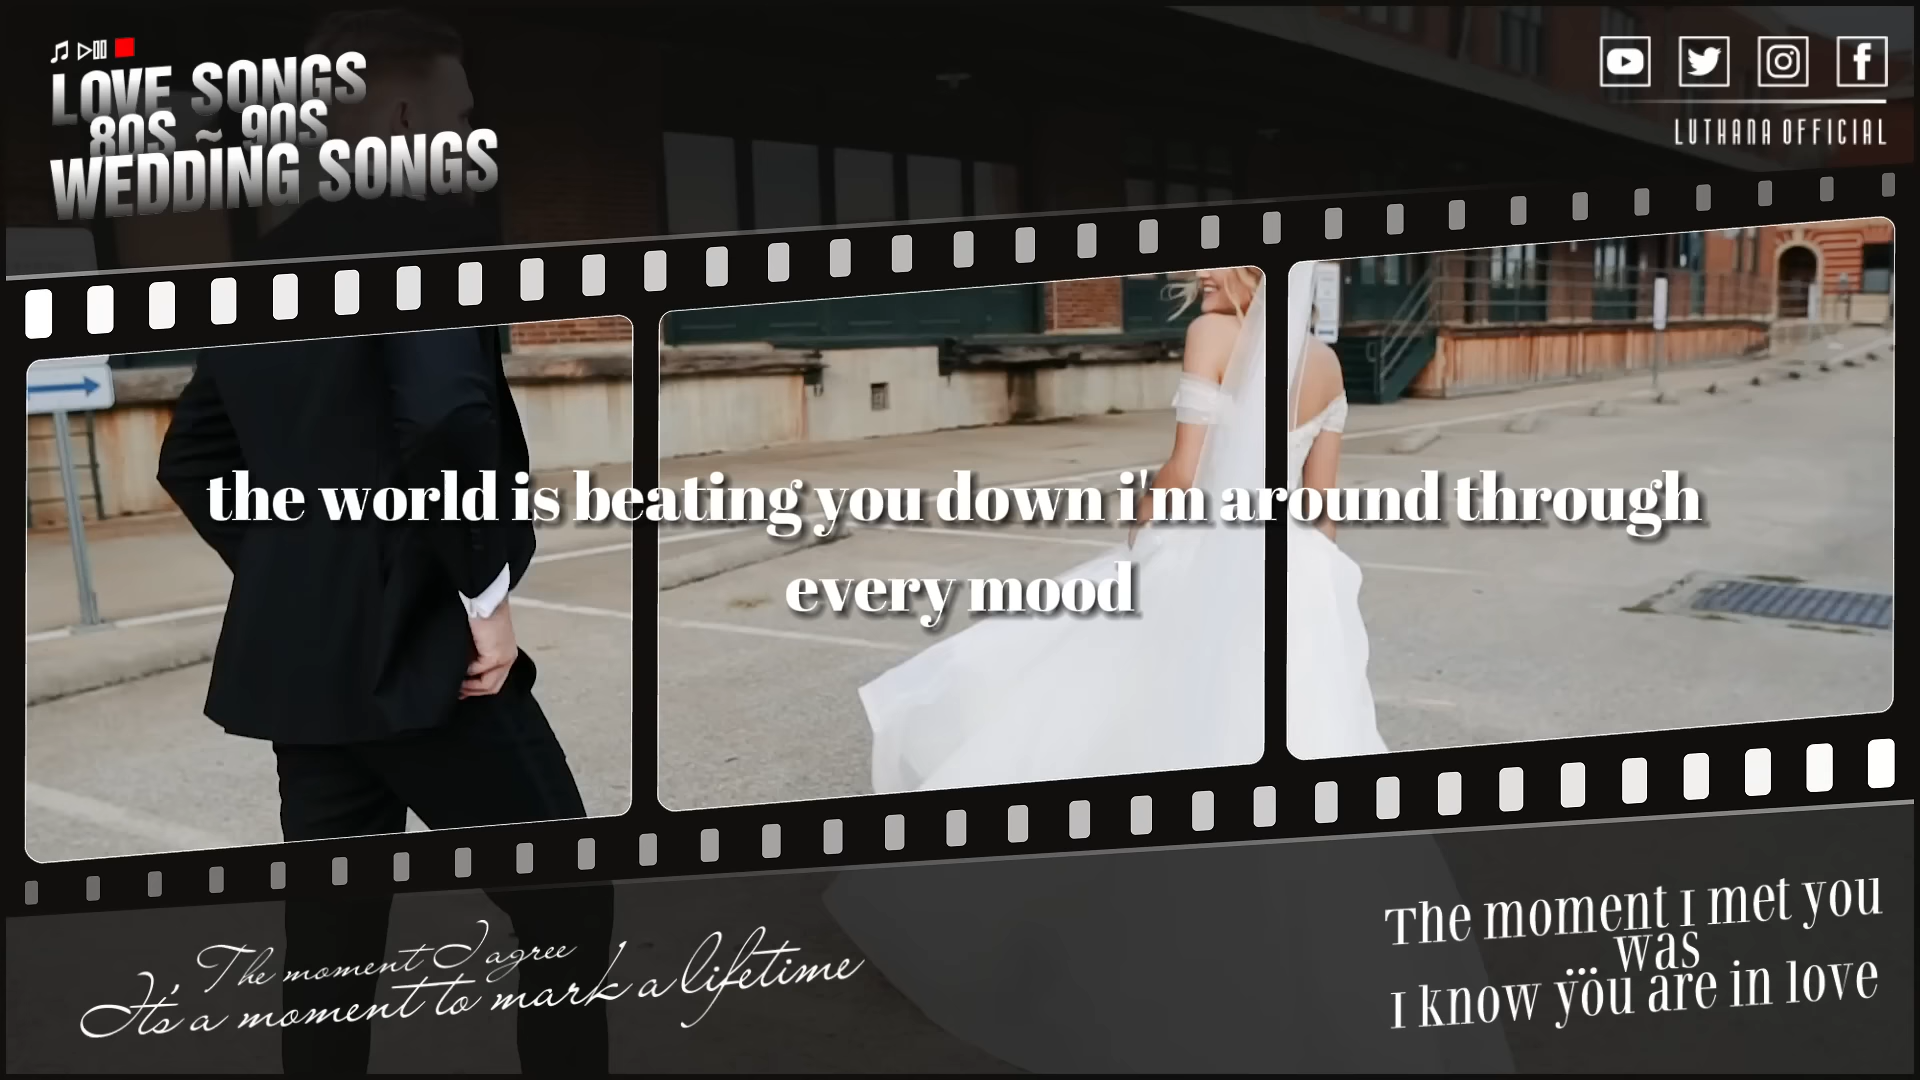 LOVE SONGS
80S ~ 90S
WEDDING SONGS
LUTHANA OFFICIAL
the world is beating you down i'm around through
every mood
The moment I agree
It's a moment to mark a lifetime
The moment I met you
was
I know you are in love